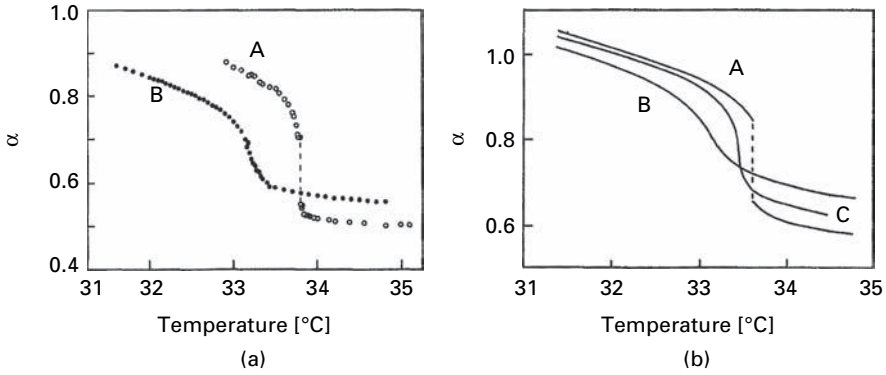 1.0
0.8
0.6
0.4
α
A
B
31 32 33 34 35
Temperature [°C]
(a)
1.0
0.8
0.6
α
A
B
C
31 32 33 34 35
Temperature [°C]
(b)